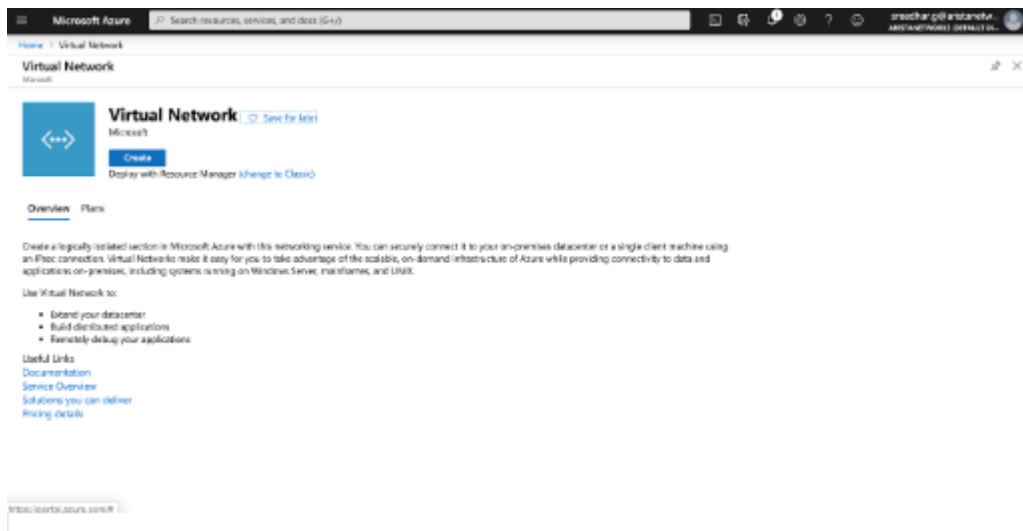 Microsoft Azure
Search resources, services, and docs (G+/)
Home > Virtual Network
Virtual Network
Microsoft
Virtual Network
Save for later
Microsoft
Create
Deploy with Resource Manager (change to Classic)
Overview Plans
Create a logically isolated section in Microsoft Azure with this networking service. You can securely connect it to your on-premises datacenter or a single client machine using
an IPsec connection. Virtual Networks make it easy for you to take advantage of the scalable, on-demand infrastructure of Azure while providing connectivity to data and
applications on-premises, including systems running on Windows Server, mainframes, and UNIX.
Use Virtual Network to:
Extend your datacenter
Build distributed applications
Remotely debug your applications
Useful Links
Documentation
Service Overview
Solutions you can deliver
Pricing details
https://portal.azure.com/#